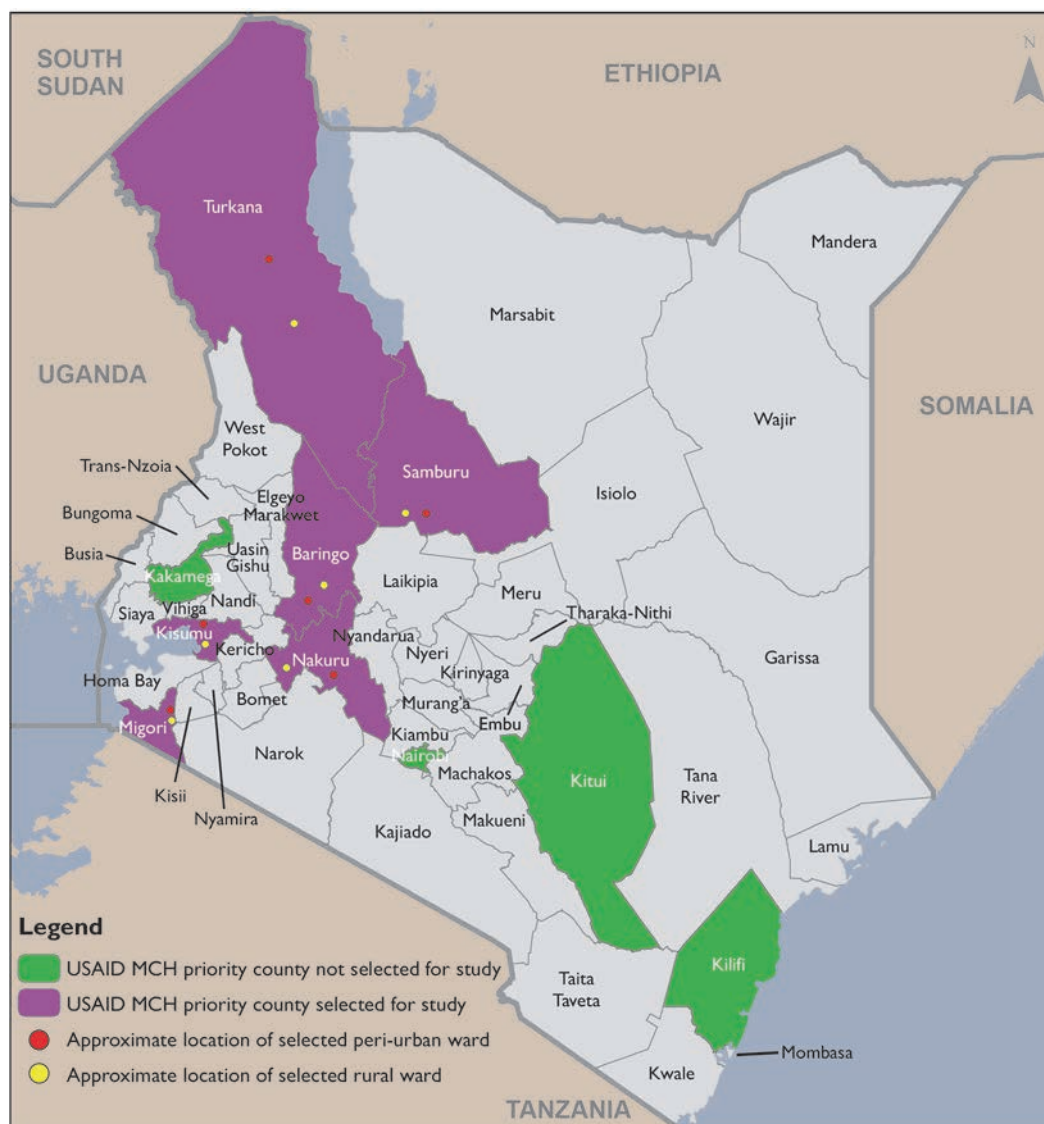 SOUTH
SUDAN
ETHIOPIA
N
Turkana
Mandera
Marsabit
UGANDA
SOMALIA
Wajir
West
Pokot
Trans-Nzoia
Samburu
Isiolo
Elgeyo
Marakwet
Bungoma
Uasin
Gishu
Baringo
Busia
Kakamega
Laikipia
Meru
Siaya
Vihiga
Nandi
Tharaka-Nithi
Kisumu
Nyandarua
Kericho
Nakuru
Nyeri
Kirinyaga
Garissa
Homa Bay
Bomet
Murang'a
Embu
Migori
Kiambu
Narok
Nairobi
Machakos
Kitui
Tana
River
Kisii
Nyamira
Kajiado
Makueni
Lamu
Legend
USAID MCH priority county not selected for study
USAID MCH priority county selected for study
Approximate location of selected peri-urban ward
Approximate location of selected rural ward
Kilifi
Taita
Taveta
Mombasa
Kwale
TANZANIA